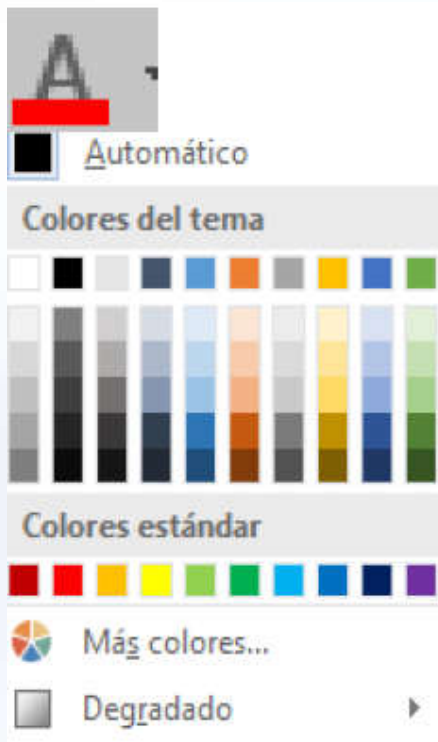 A
Automático
Colores del tema
Colores estándar
Más colores...
Degradado